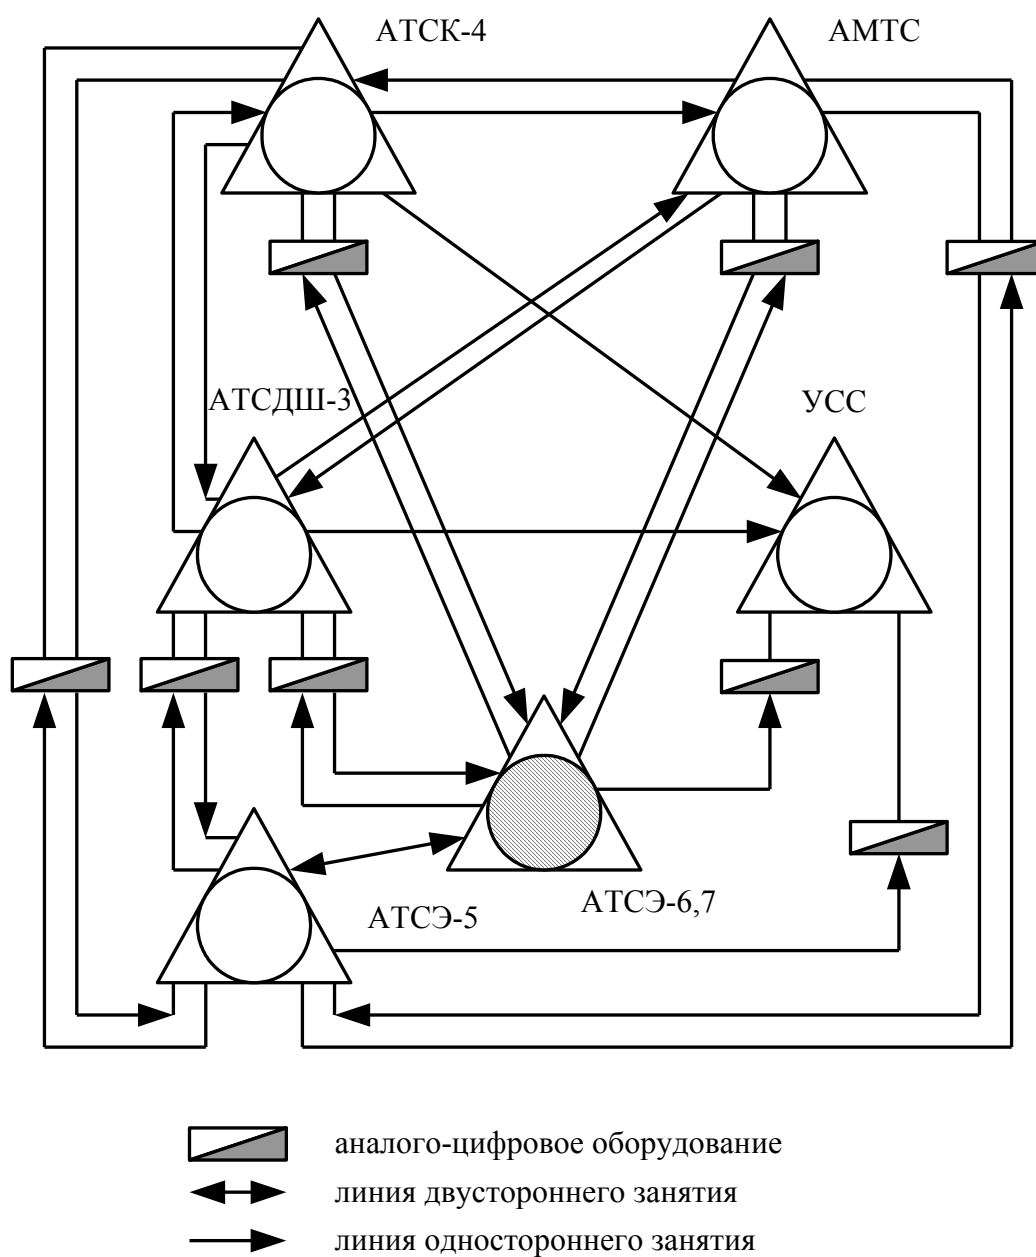 АТСК-4
АМТС
АТСДШ-3
УСС
АТСЭ-6,7
АТСЭ-5
аналого-цифровое оборудование
линия двустороннего занятия
линия одностороннего занятия